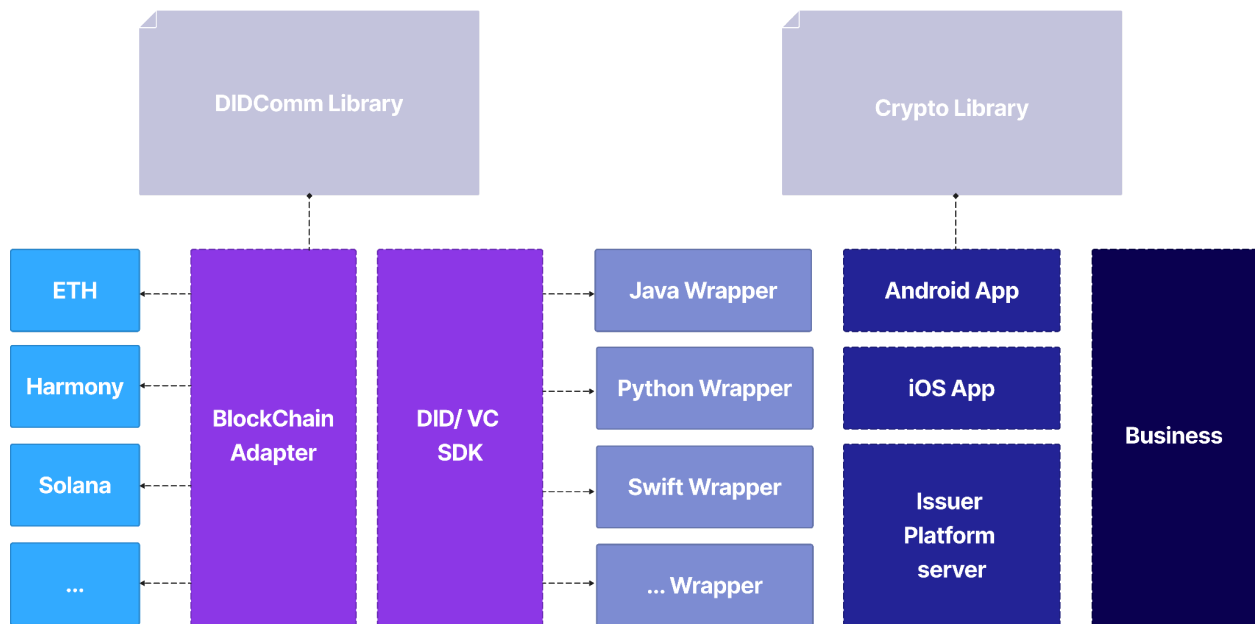 DIDComm Library
Crypto Library
ETH
Harmony
Solana
...
BlockChain
Adapter
DID/ VC
SDK
Java Wrapper
Python Wrapper
Swift Wrapper
... Wrapper
Android App
iOS App
Issuer
Platform
server
Business